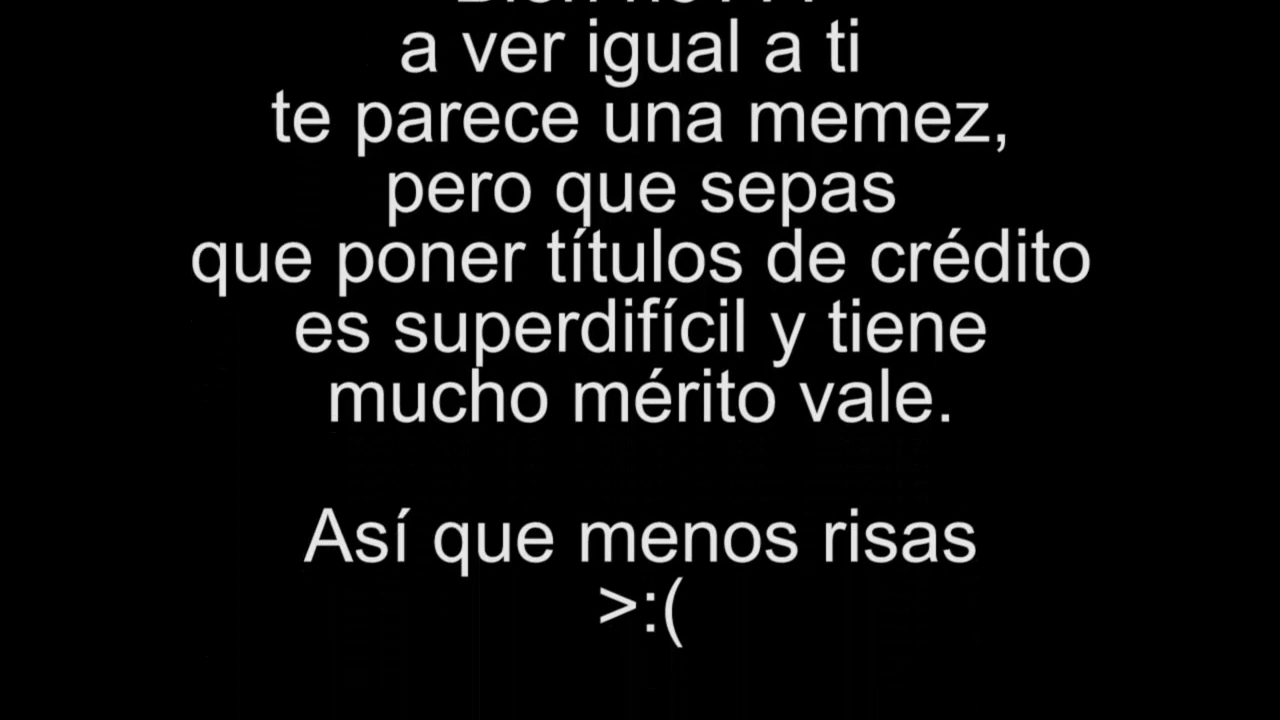 a ver igual a ti
te parece una memez,
pero que sepas
que poner títulos de crédito
es superdifícil y tiene
mucho mérito vale.
Así que menos risas
>:(